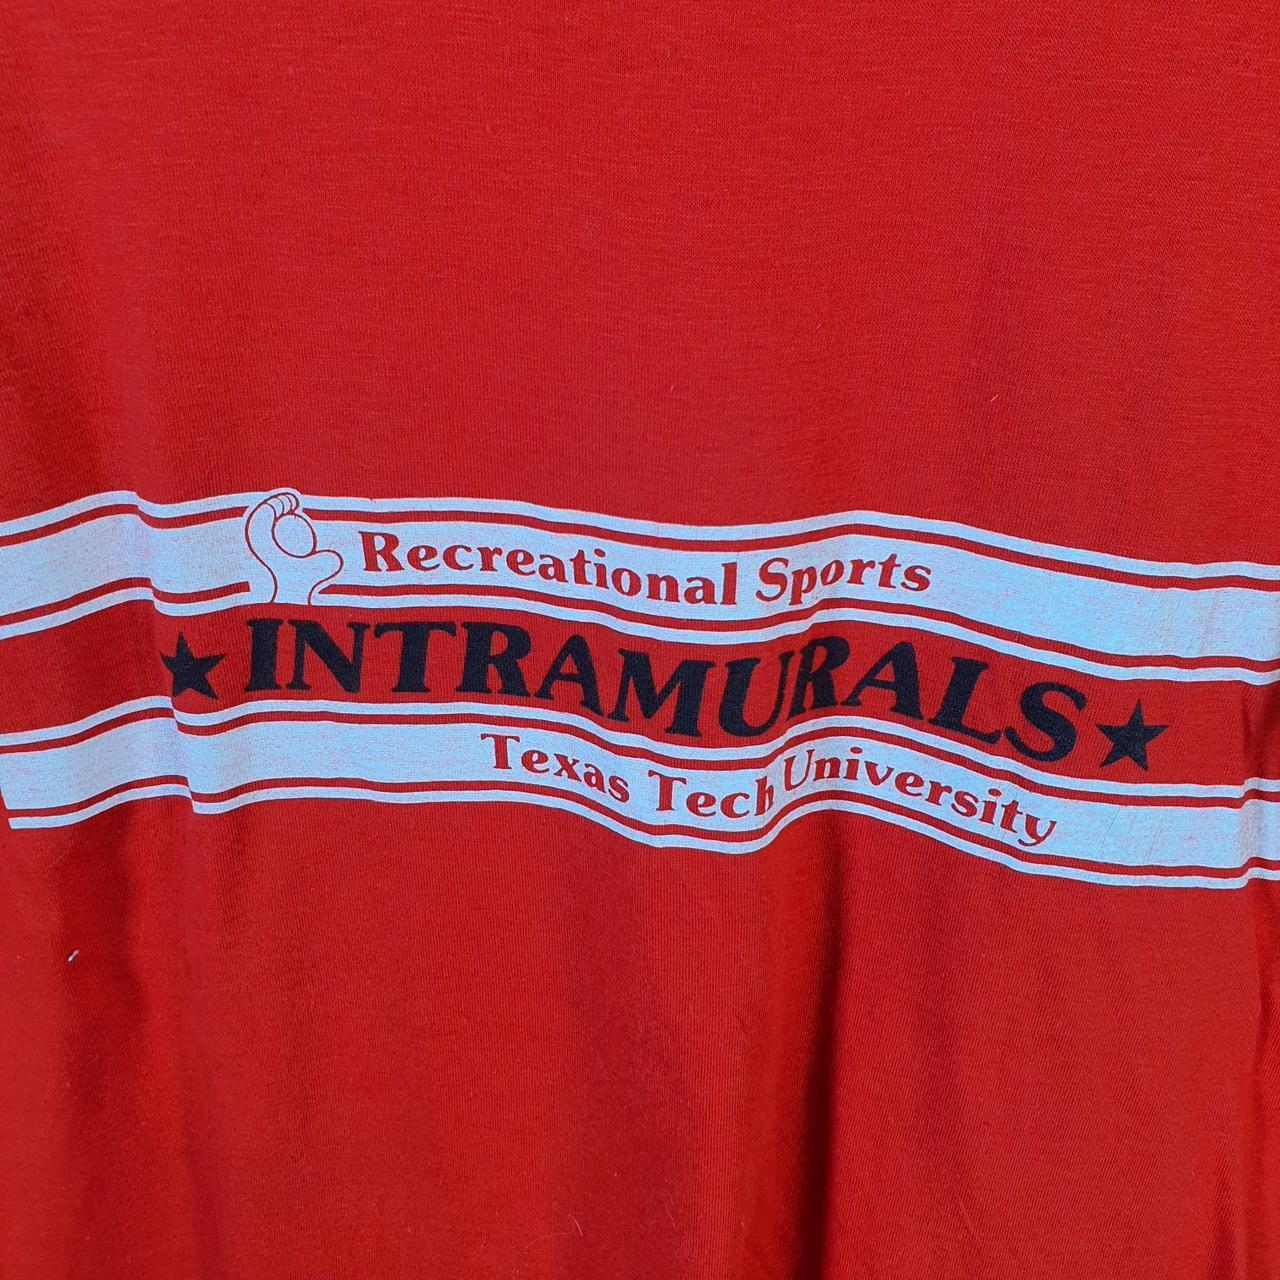 Recreational Sports
INTRAMURALS
Texas Tech University